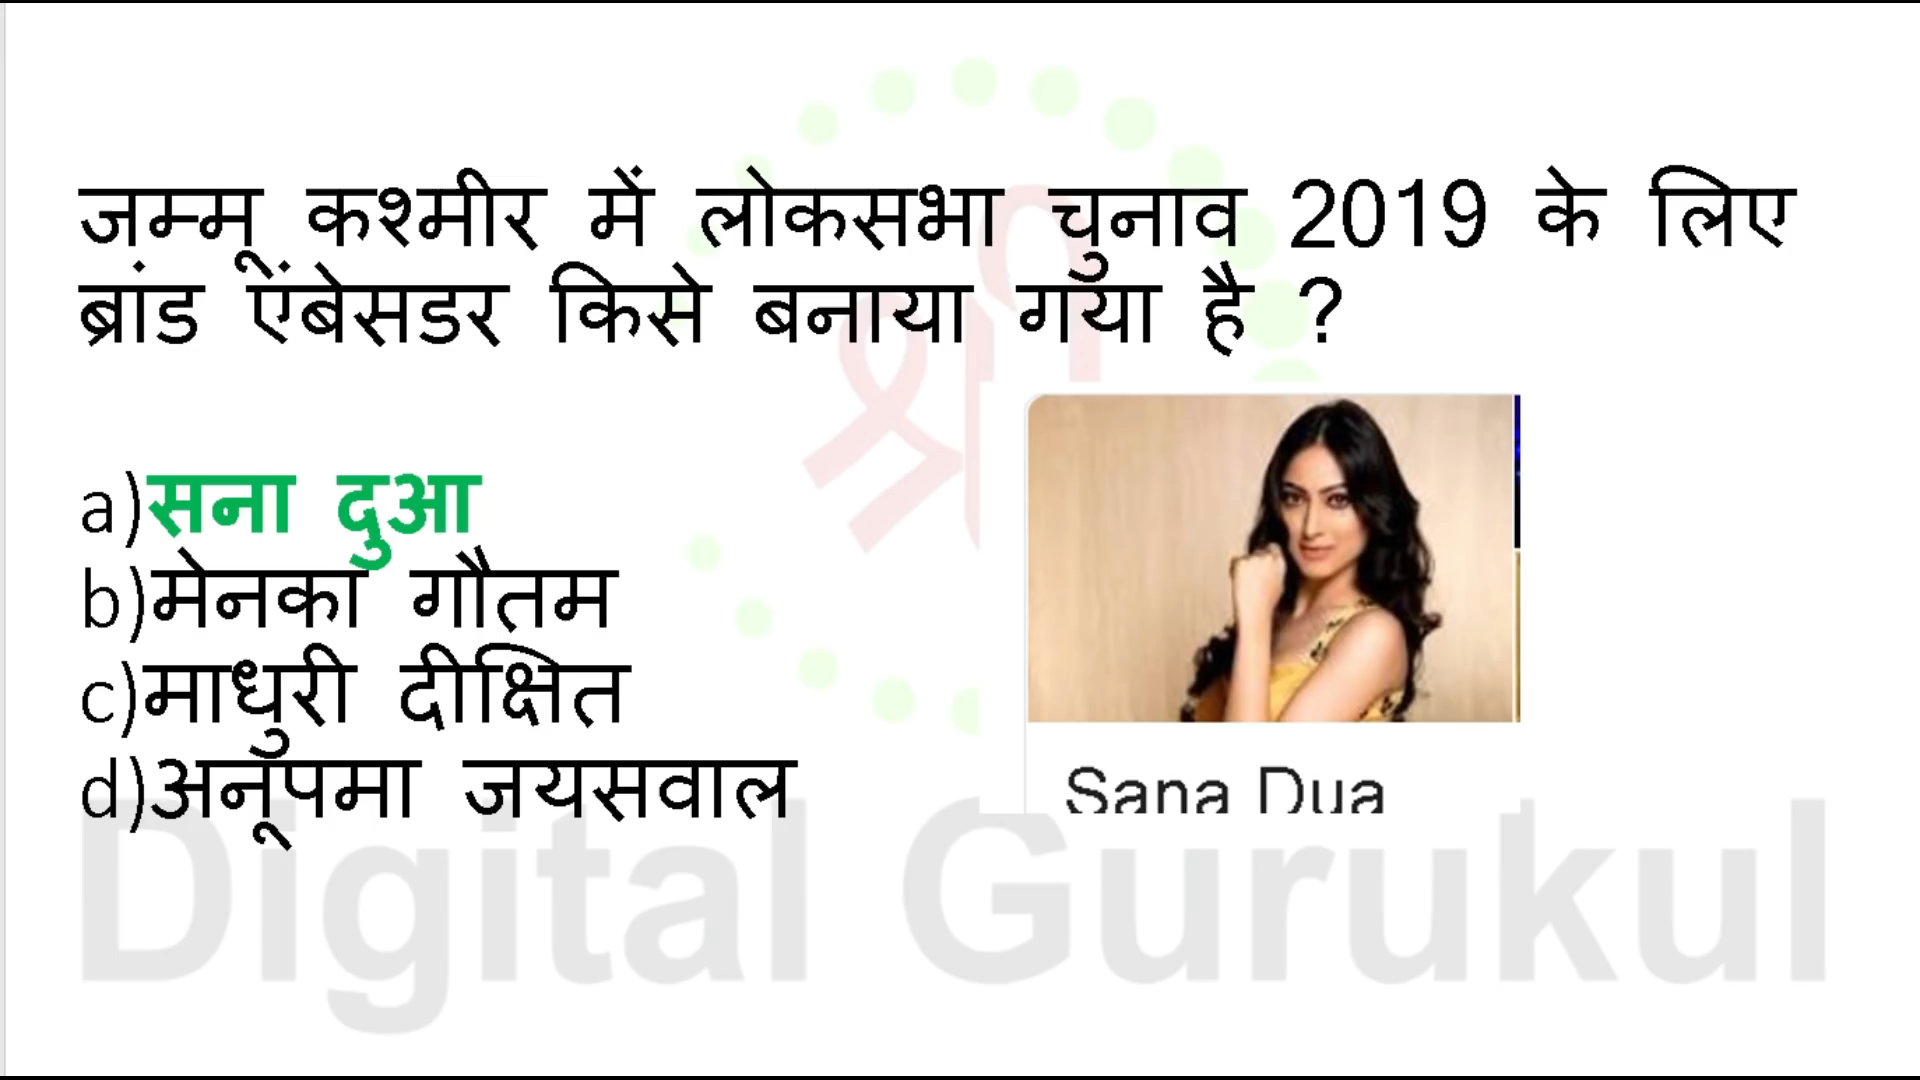 जम्मू कश्मीर में लोकसभा चुनाव 2019 के लिए
ब्रांड ऐंबेसडर किसे बनाया गया है ?
a)सना दुआ
b)मेनका गौतम
c)माधुरी दीक्षित
d)अनूपमा जयसवाल
Sana Dua
श्री
Digital Gurukul